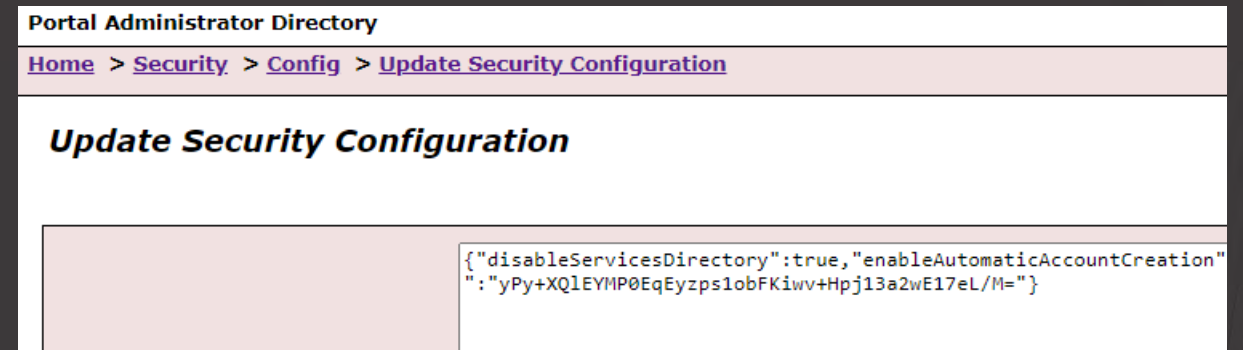 Portal Administrator Directory
Home > Security > Config > Update Security Configuration
Update Security Configuration
{"disableServicesDirectory":true,"enableAutomaticAccountCreation"
":"yPy+XQlEYMP0EqEyzps1obFKiwv+Hpj13a2wE17eL/M="}